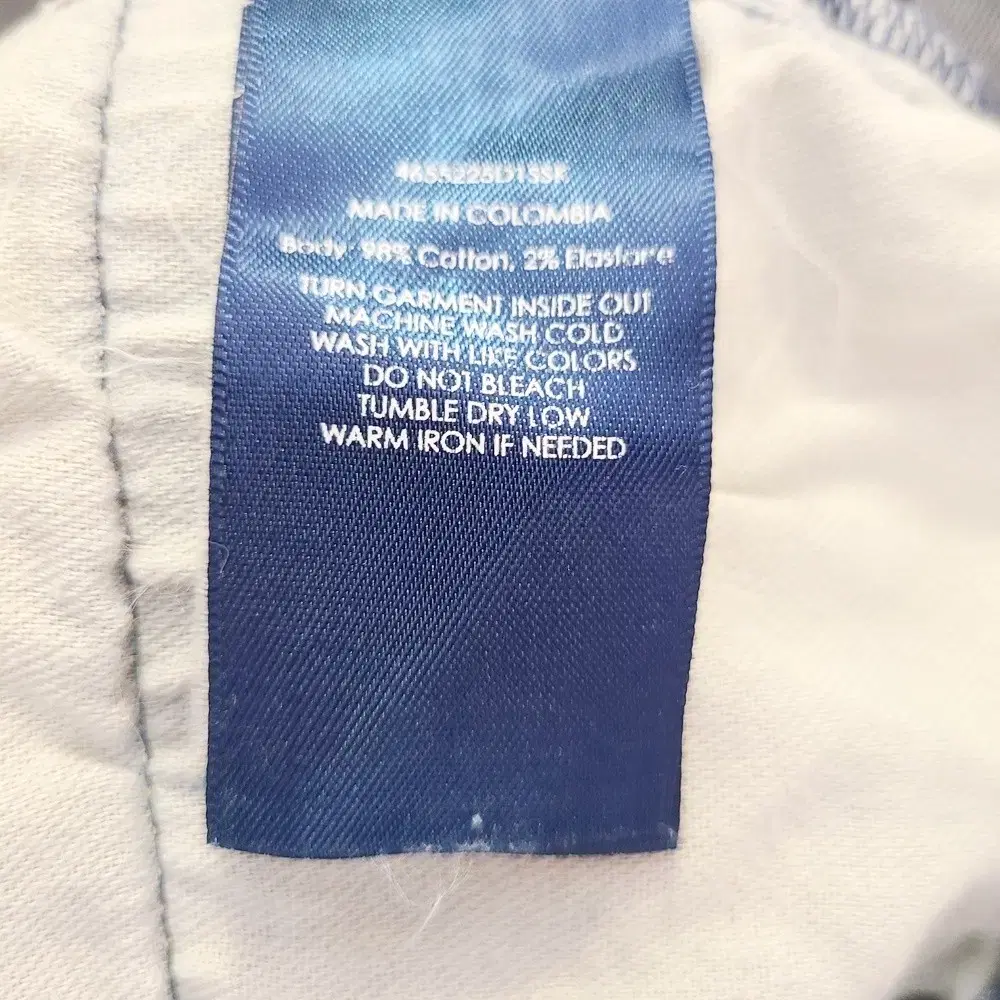 MADE IN COLOMBIA
Body: 98% Cotton, 2% Elastane
TURN GARMENT INSIDE OUT
MACHINE WASH COLD
WASH WITH LIKE COLORS
DO NOT BLEACH
TUMBLE DRY LOW
WARM IRON IF NEEDED